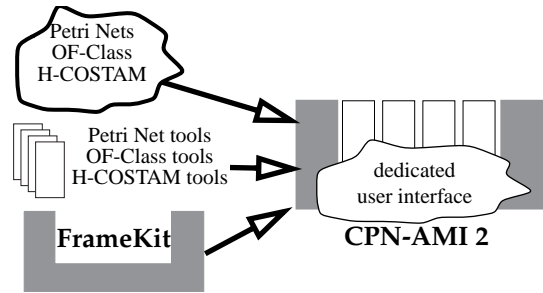 Petri Nets
OF-Class
H-COSTAM
Petri Net tools
OF-Class tools
H-COSTAM tools
dedicated
user interface
FrameKit
CPN-AMI 2